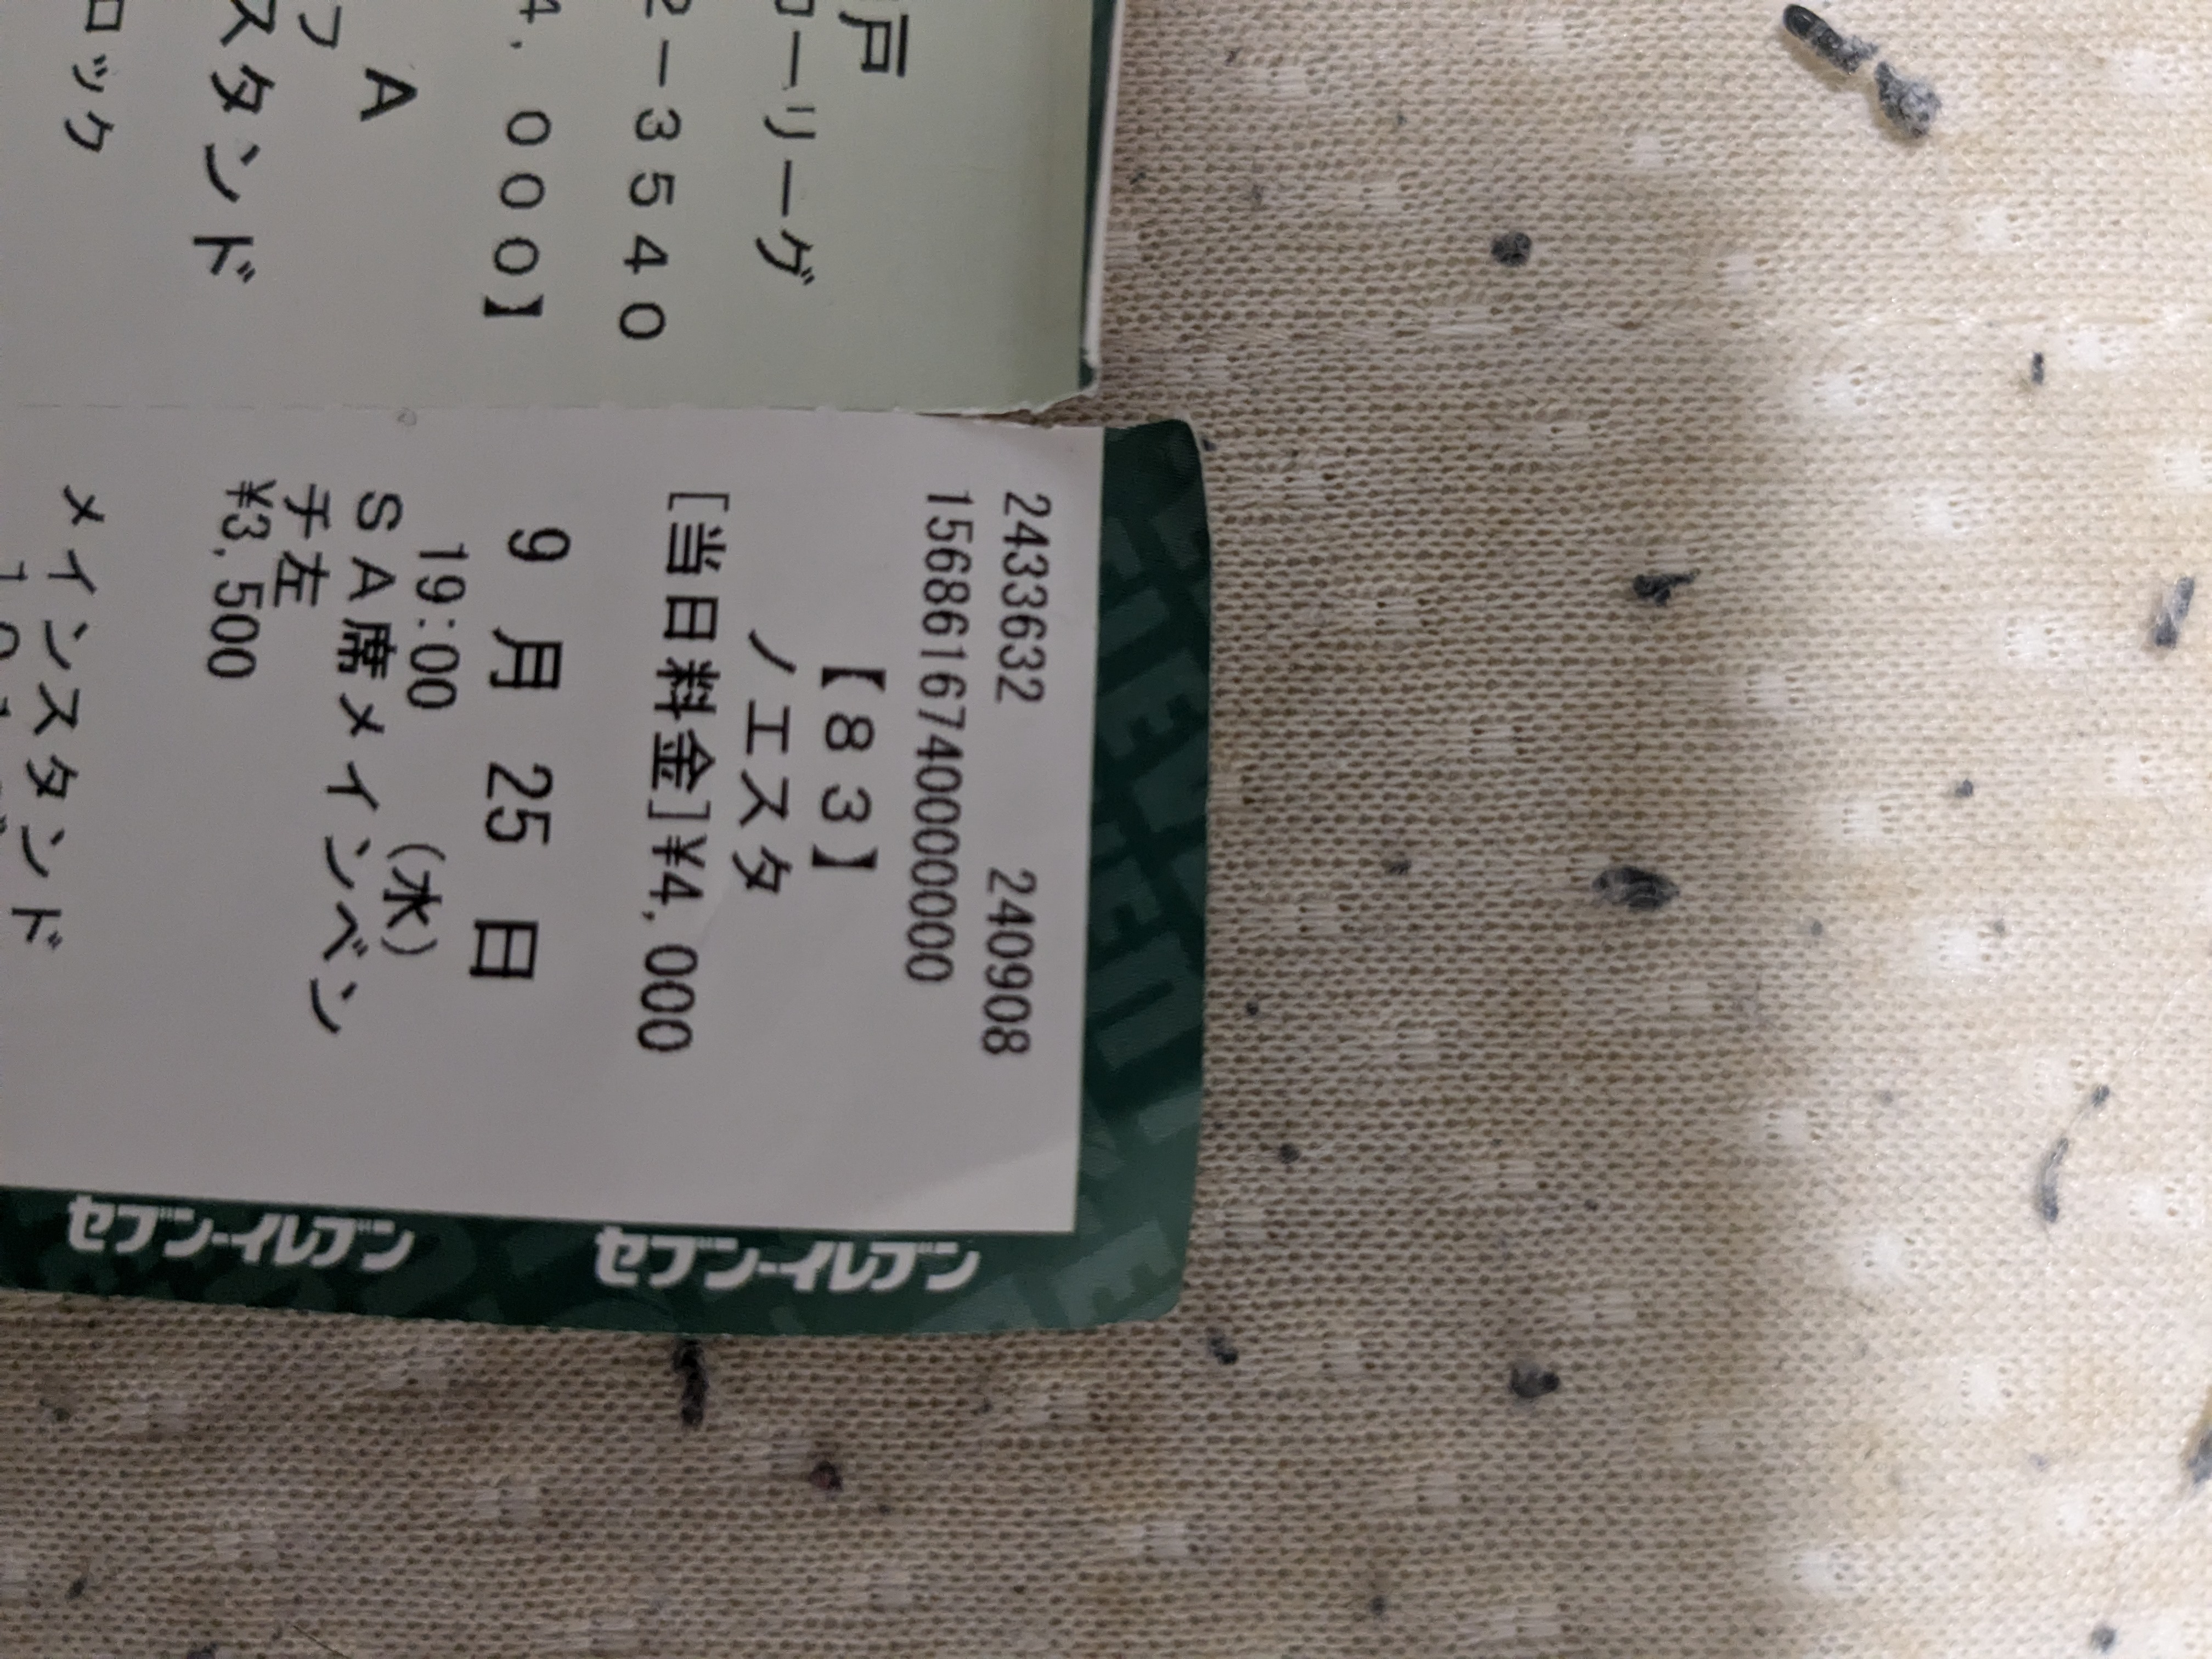 戸
ローリーグ
2-3540
4,000】
A
フ
スタンド
ロック
2433632 240908
1568616740000000
【83】
ノエスタ
[当日料金]¥4,000
9月25日
19:00 (水)
SA席メインベン
チ左
¥3,500
メインスタンド
セブン-イレブン
セブン-イレブン